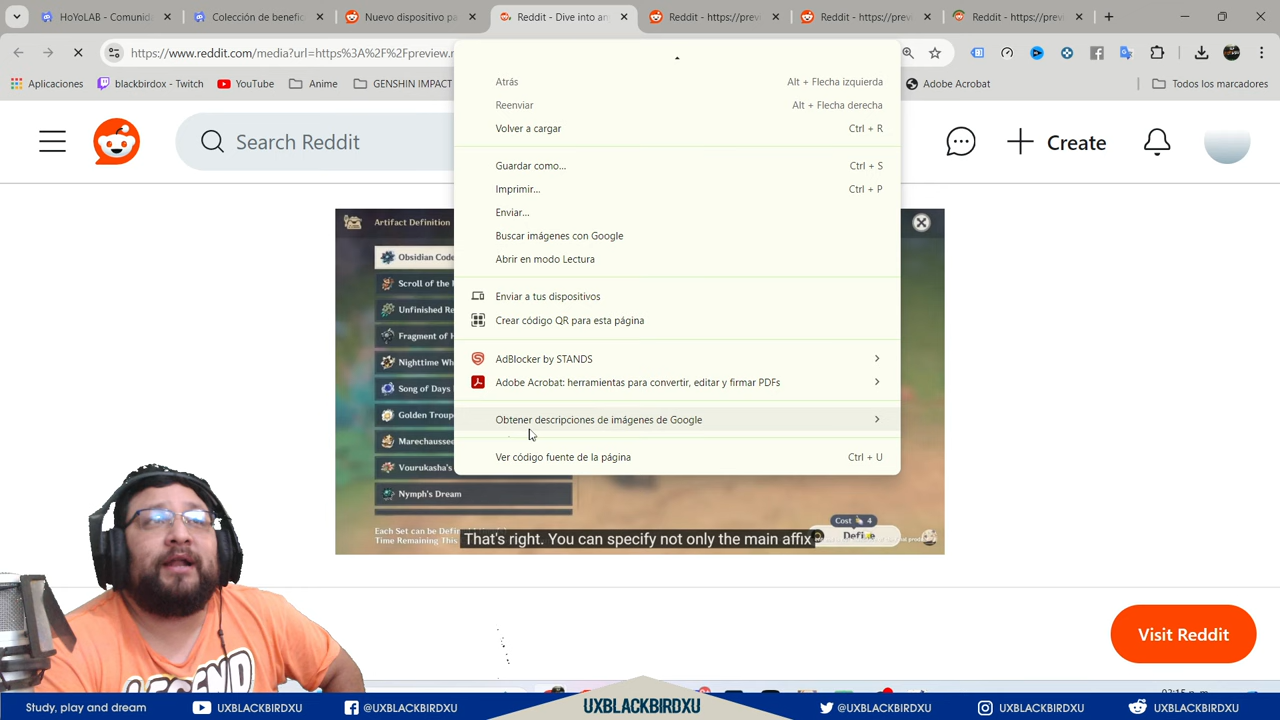 HoYoLAB - Comunid
Colección de benefic
Nuevo dispositivo pa
Reddit - Dive into an
Reddit - https://prev
Reddit - https://prev
Reddit - https://prev
https://www.reddit.com/media?url=https%3A%2F%2Fpreview.r
Aplicaciones
blackbirdox - Twitch
YouTube
Anime
GENSHIN IMPACT
Adobe Acrobat
Todos los marcadores
Search Reddit
Create
Atrás Alt + Flecha izquierda
Reenviar Alt + Flecha derecha
Volver a cargar Ctrl + R
Guardar como... Ctrl + S
Imprimir... Ctrl + P
Enviar...
Buscar imágenes con Google
Abrir en modo Lectura
Enviar a tus dispositivos
Crear código QR para esta página
AdBlocker by STANDS
Adobe Acrobat: herramientas para convertir, editar y firmar PDFs
Obtener descripciones de imágenes de Google
Ver código fuente de la página Ctrl + U
Artifact Definition
Obsidian Code
Scroll of the
Unfinished Re
Fragment of H
Nighttime Wh
Song of Days
Golden Troup
Marechaussee
Vourukasha's
Nymph's Dream
Each Set can be Defin
Time Remaining This
Cost 4
Define
That's right. You can specify not only the main affix
Visit Reddit
LEGEND
Study, play and dream
UXBLACKBIRDXU
@UXBLACKBIRDXU
UXBLACKBIRDXU
@UXBLACKBIRDXU
UXBLACKBIRDXU
UXBLACKBIRDXU